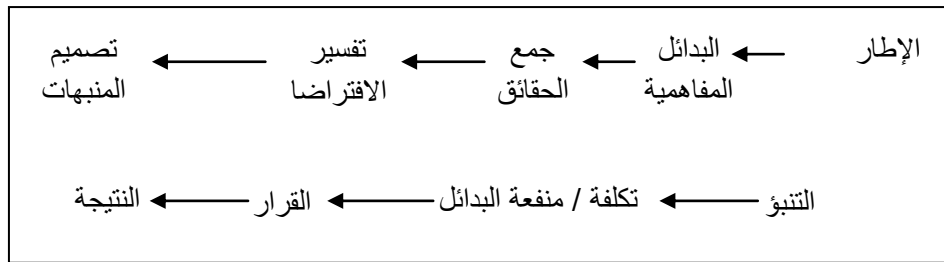 الإطار البدائل جمع تفسير تصميم
المفاهمية الحقائق الافتراضا المنبهات
التنبؤ تكلفة / منفعة البدائل القرار النتيجة